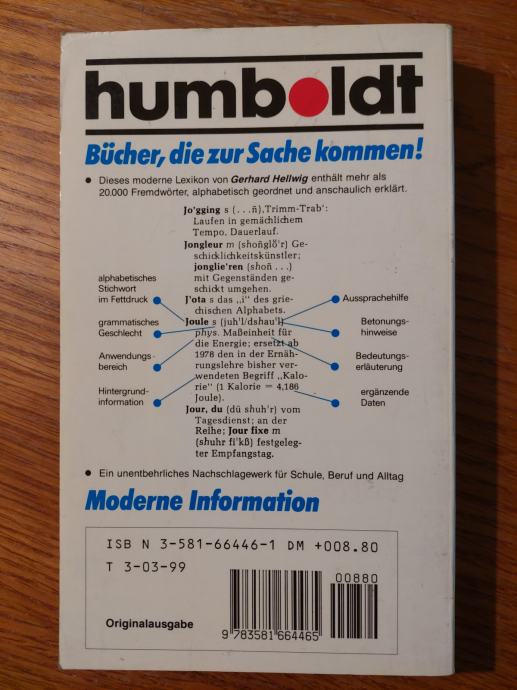 humboldt
Bücher, die zur Sache kommen!
● Dieses moderne Lexikon von Gerhard Hellwig enthält mehr als
20.000 Fremdwörter, alphabetisch geordnet und anschaulich erklärt.
Jo'gging s (...ñ),Trimm-Trab':
Laufen in gemächlichem
Tempo, Dauerlauf.
Jongleur m (shoñglö'r) Ge-
schicklichkeitskünstler;
jonglie'ren (shoñ ...)
mit Gegenständen ge-
schickt umgehen.
J'ota s das „i" des grie-
chischen Alphabets.
Joule s (juh'l/dshau'l)
phys. Maßeinheit für
die Energie; ersetzt ab
1978 den in der Ernäh-
rungslehre bisher ver-
wendeten Begriff „Kalo-
rie" (1 Kalorie = 4,186
Joule).
Jour, du (dü shuh'r) vom
Tagesdienst; an der
Reihe; Jour fixe m
(shuhr fi'kß) festgeleg-
ter Empfangstag.
alphabetisches
Stichwort
im Fettdruck
grammatisches
Geschlecht
Anwendungs-
bereich
Hintergrund-
information
Aussprachehilfe
Betonungs-
hinweise
Bedeutungs-
erläuterung
ergänzende
Daten
● Ein unentbehrliches Nachschlagewerk für Schule, Beruf und Alltag
Moderne Information
ISB N 3-581-66446-1 DM +008.80
T 3-03-99
00880
Originalausgabe
9 783581 664465